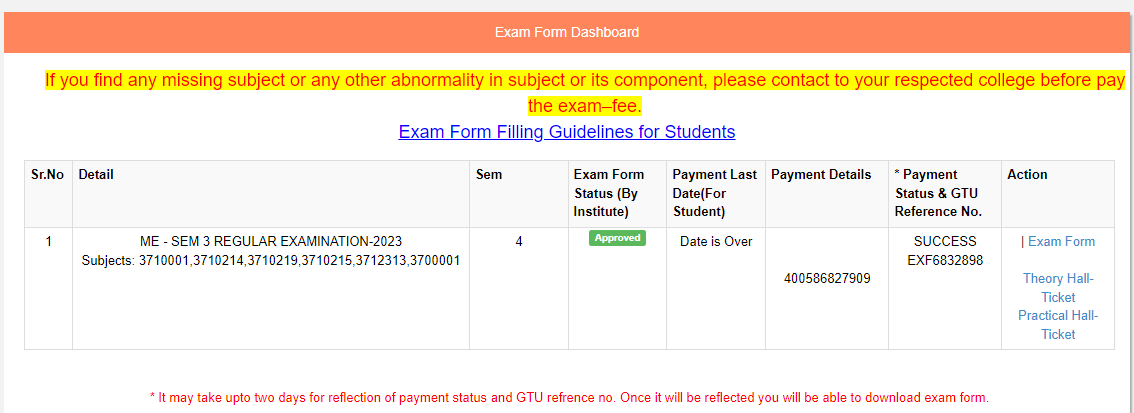 Exam Form Dashboard
If you find any missing subject or any other abnormality in subject or its component, please contact to your respected college before pay
the exam–fee.
Exam Form Filling Guidelines for Students
Sr.No Detail Sem Exam Form Status (By Institute) Payment Last Date(For Student) Payment Details * Payment Status & GTU Reference No. Action
1 ME - SEM 3 REGULAR EXAMINATION-2023 4 Approved Date is Over SUCCESS | Exam Form
Subjects: 3710001,3710214,3710219,3710215,3712313,3700001 EXF6832898
400586827909 Theory Hall-
Ticket
Practical Hall-
Ticket
* It may take upto two days for reflection of payment status and GTU refrence no. Once it will be reflected you will be able to download exam form.